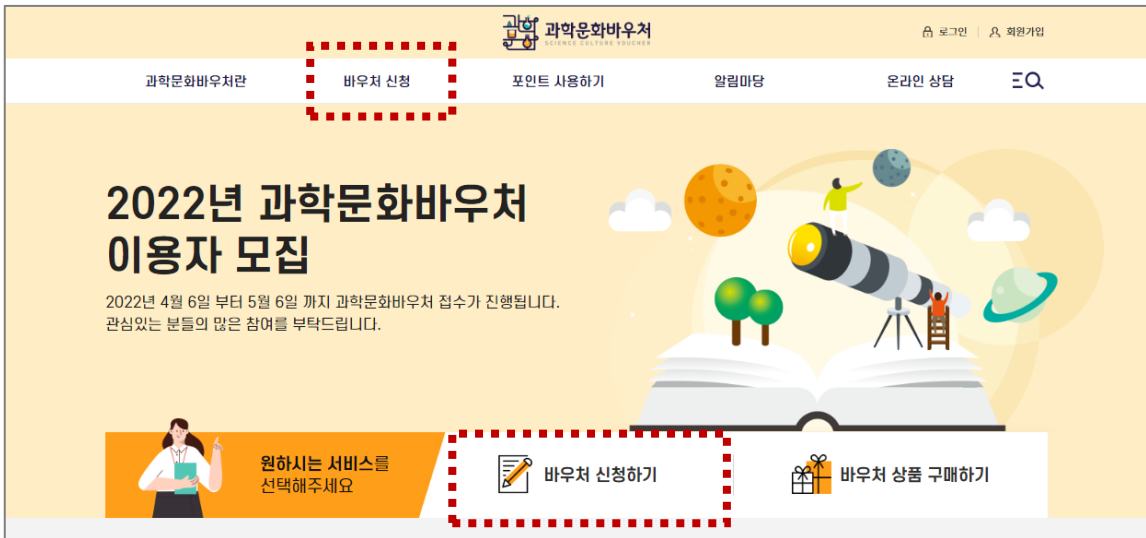 과학문화
과학문화바우처
SCIENCE CULTURE VOUCHER
로그인
회원가입
과학문화바우처란
바우처 신청
포인트 사용하기
알림마당
온라인 상담
2022년 과학문화바우처
이용자 모집
2022년 4월 6일 부터 5월 6일 까지 과학문화바우처 접수가 진행됩니다.
관심있는 분들의 많은 참여를 부탁드립니다.
원하시는 서비스를
선택해주세요
바우처 신청하기
바우처 상품 구매하기